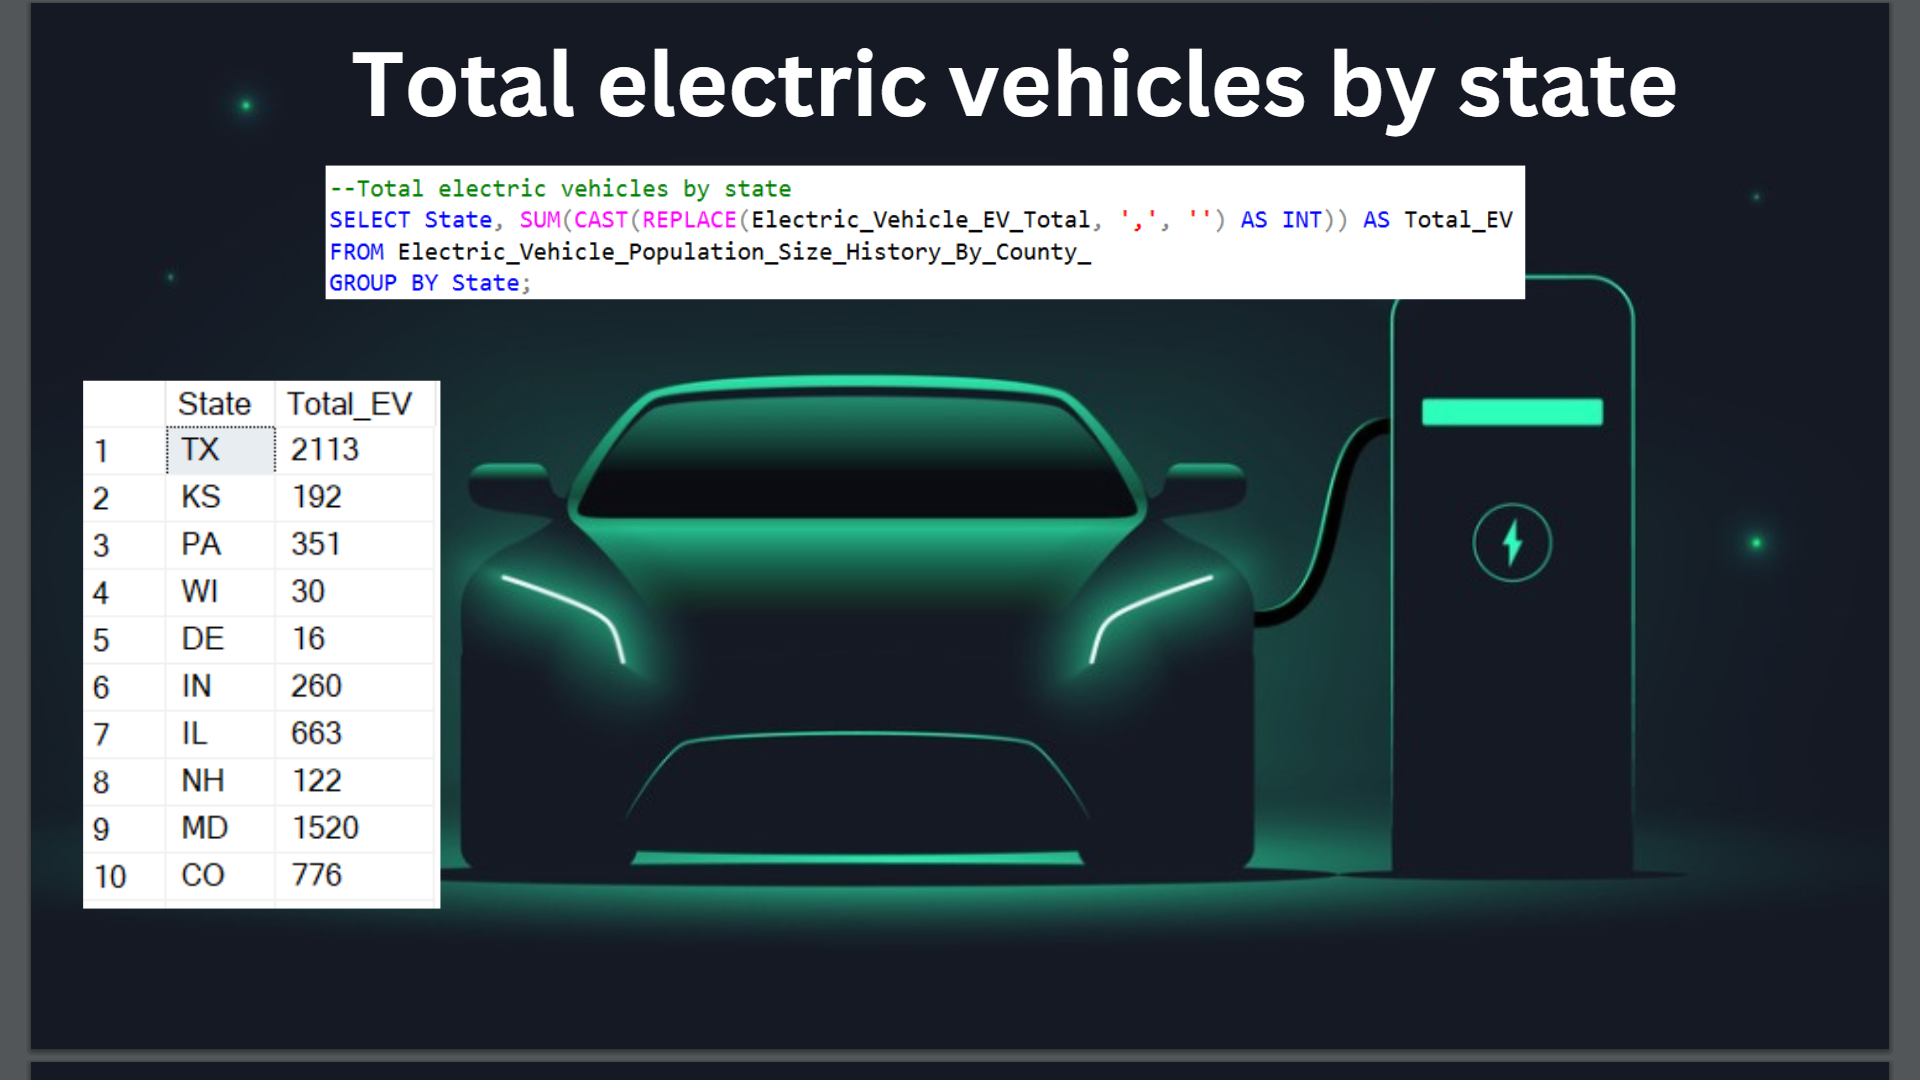 Total electric vehicles by state
--Total electric vehicles by state
SELECT State, SUM(CAST(REPLACE(Electric_Vehicle_EV_Total, ',', '') AS INT)) AS Total_EV
FROM Electric_Vehicle_Population_Size_History_By_County_
GROUP BY State;
State Total_EV
1 TX 2113
2 KS 192
3 PA 351
4 WI 30
5 DE 16
6 IN 260
7 IL 663
8 NH 122
9 MD 1520
10 CO 776